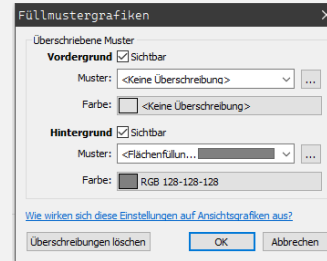 Füllmustergrafiken
Überschriebene Muster
Vordergrund Sichtbar
Muster: <Keine Überschreibung> ...
Farbe: <Keine Überschreibung>
Hintergrund Sichtbar
Muster: <Flächenfüllun... ...
Farbe: RGB 128-128-128
Wie wirken sich diese Einstellungen auf Ansichtsgrafiken aus?
Überschreibungen löschen OK Abbrechen